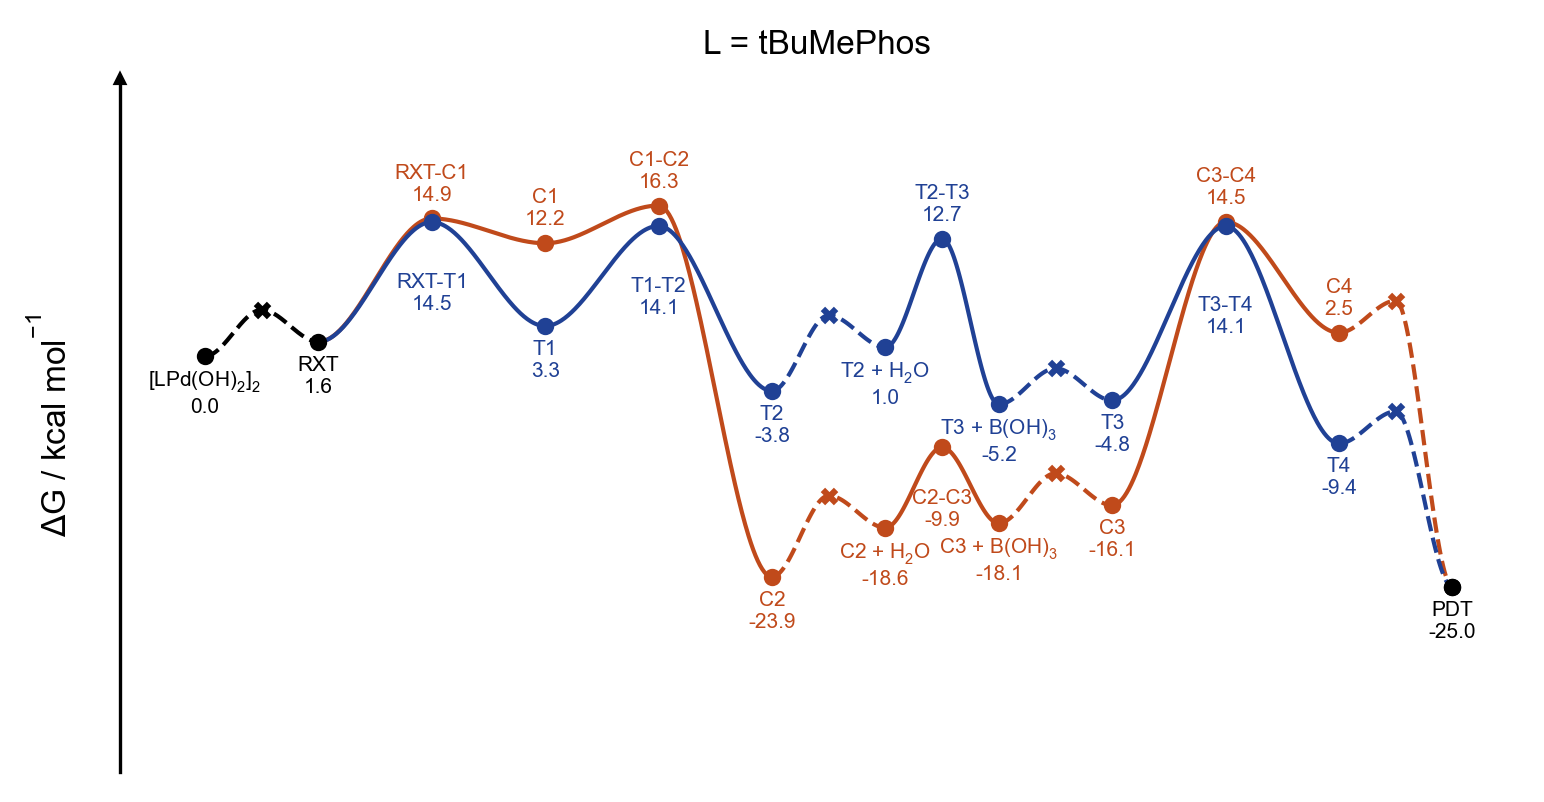 L = tBuMePhos
ΔG / kcal mol⁻¹
[LPd(OH)₂]₂
0.0
RXT
1.6
RXT-C1
14.9
RXT-T1
14.5
C1
12.2
T1
3.3
C1-C2
16.3
T1-T2
14.1
T2
-3.8
C2
-23.9
T2 + H₂O
1.0
C2 + H₂O
-18.6
T2-T3
12.7
C2-C3
-9.9
T3 + B(OH)₃
-5.2
C3 + B(OH)₃
-18.1
T3
-4.8
C3
-16.1
C3-C4
14.5
T3-T4
14.1
C4
2.5
T4
-9.4
PDT
-25.0